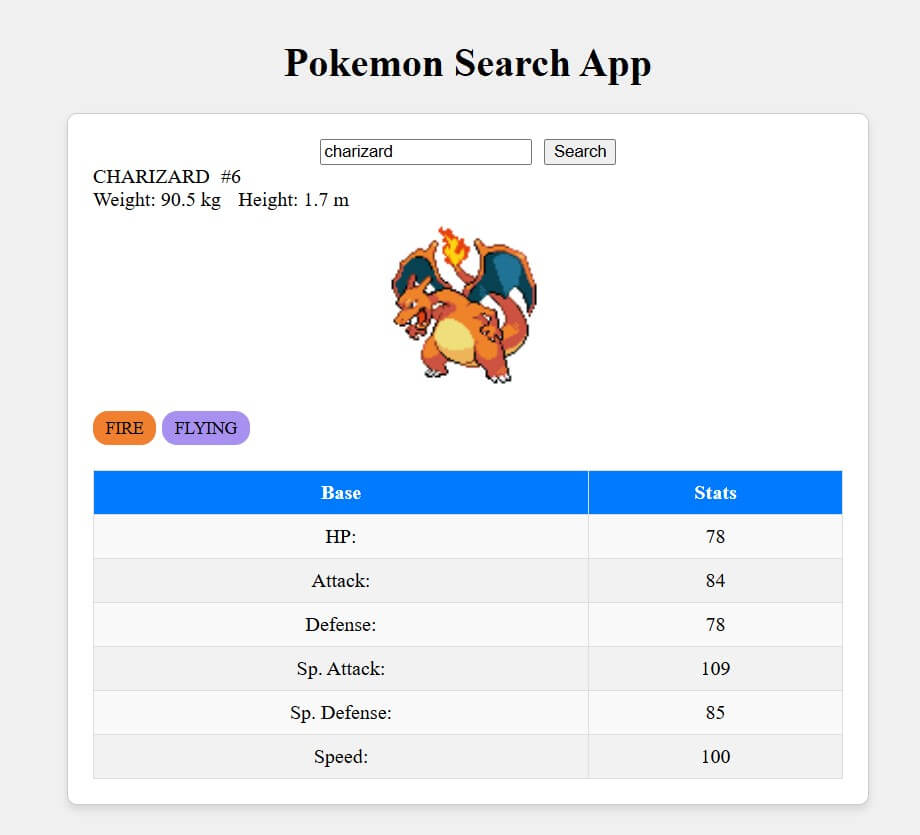 Pokemon Search App
charizard Search
CHARIZARD #6
Weight: 90.5 kg Height: 1.7 m
FIRE FLYING
Base Stats
HP: 78
Attack: 84
Defense: 78
Sp. Attack: 109
Sp. Defense: 85
Speed: 100